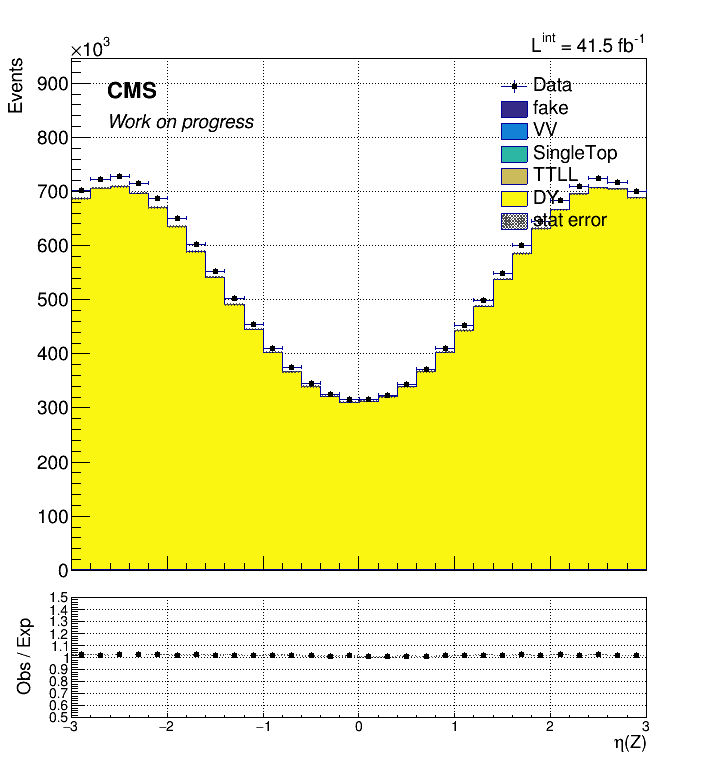 ×10³
L^int = 41.5 fb⁻¹
Events
900
800
700
600
500
400
300
200
100
0
CMS
Work on progress
Data
fake
VV
SingleTop
TTLL
DY
stat error
Obs / Exp
1.5
1.4
1.3
1.2
1.1
1
0.9
0.8
0.7
0.6
0.5
−3 −2 −1 0 1 2 3
η(Z)